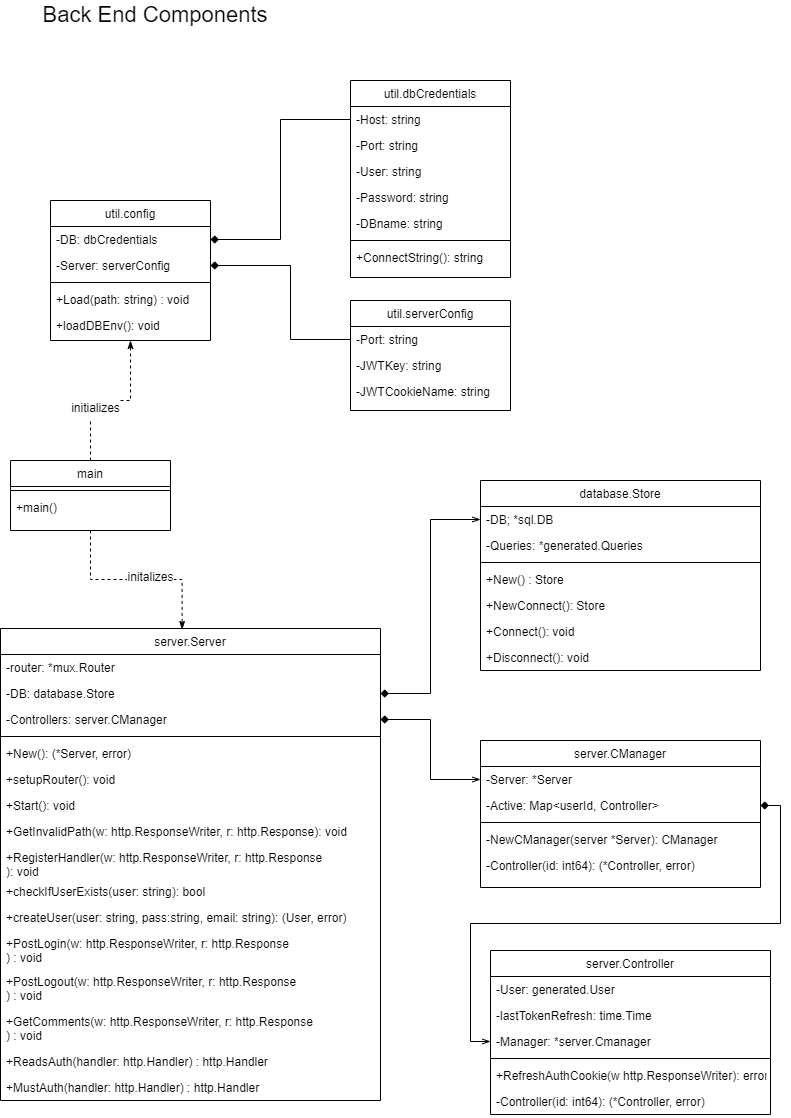 Back End Components
util.dbCredentials
-Host: string
-Port: string
-User: string
-Password: string
-DBname: string
+ConnectString(): string
util.config
-DB: dbCredentials
-Server: serverConfig
+Load(path: string) : void
+loadDBEnv(): void
util.serverConfig
-Port: string
-JWTKey: string
-JWTCookieName: string
initializes
main
+main()
initalizes
database.Store
-DB; *sql.DB
-Queries: *generated.Queries
+New() : Store
+NewConnect(): Store
+Connect(): void
+Disconnect(): void
server.Server
-router: *mux.Router
-DB: database.Store
-Controllers: server.CManager
+New(): (*Server, error)
+setupRouter(): void
+Start(): void
+GetInvalidPath(w: http.ResponseWriter, r: http.Response): void
+RegisterHandler(w: http.ResponseWriter, r: http.Response
): void
+checkIfUserExists(user: string): bool
+createUser(user: string, pass:string, email: string): (User, error)
+PostLogin(w: http.ResponseWriter, r: http.Response
) : void
+PostLogout(w: http.ResponseWriter, r: http.Response
) : void
+GetComments(w: http.ResponseWriter, r: http.Response
) : void
+ReadsAuth(handler: http.Handler) : http.Handler
+MustAuth(handler: http.Handler) : http.Handler
server.CManager
-Server: *Server
-Active: Map<userId, Controller>
-NewCManager(server *Server): CManager
-Controller(id: int64): (*Controller, error)
server.Controller
-User: generated.User
-lastTokenRefresh: time.Time
-Manager: *server.Cmanager
+RefreshAuthCookie(w http.ResponseWriter): error
-Controller(id: int64): (*Controller, error)